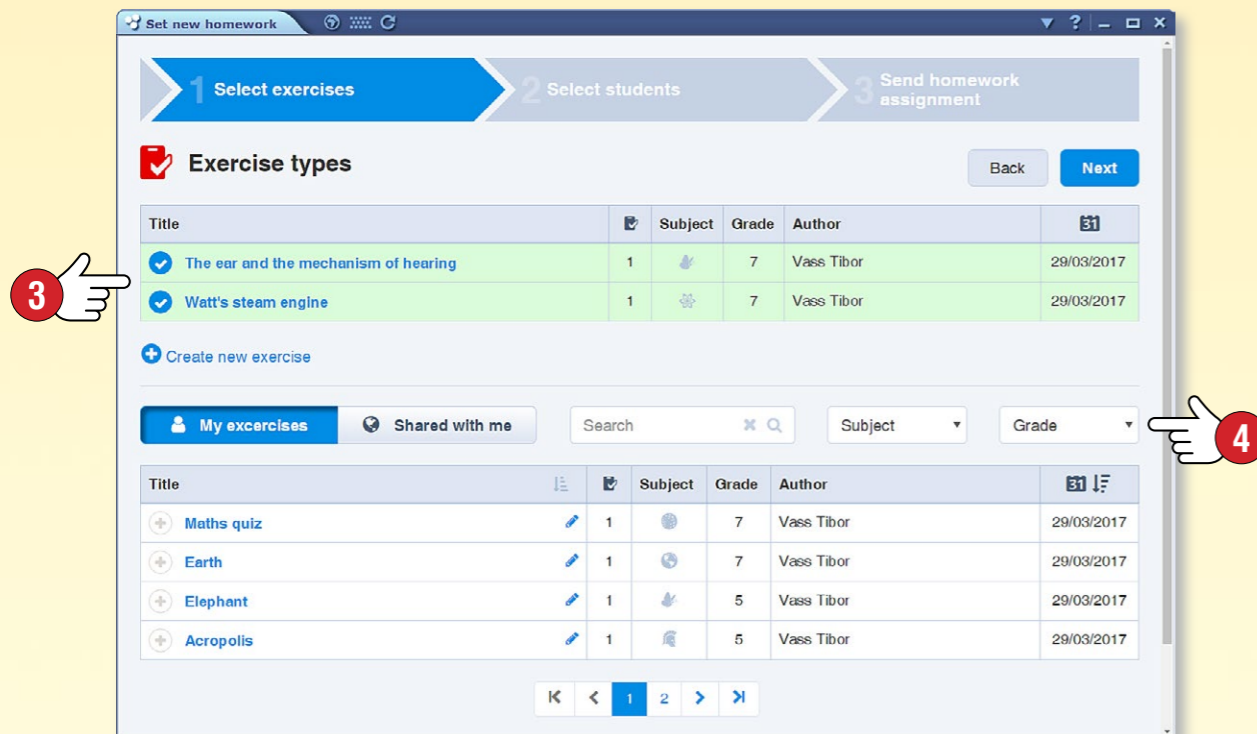 Set new homework ?
1 Select exercises 2 Select students 3 Send homework
assignment
Exercise types Back Next
Title Subject Grade Author 31
The ear and the mechanism of hearing 1 7 Vass Tibor 29/03/2017
Watt's steam engine 1 7 Vass Tibor 29/03/2017
3
Create new exercise
My excercises Shared with me Search Subject Grade
4
Title Subject Grade Author 31
Maths quiz 1 7 Vass Tibor 29/03/2017
Earth 1 7 Vass Tibor 29/03/2017
Elephant 1 5 Vass Tibor 29/03/2017
Acropolis 1 5 Vass Tibor 29/03/2017
1 2